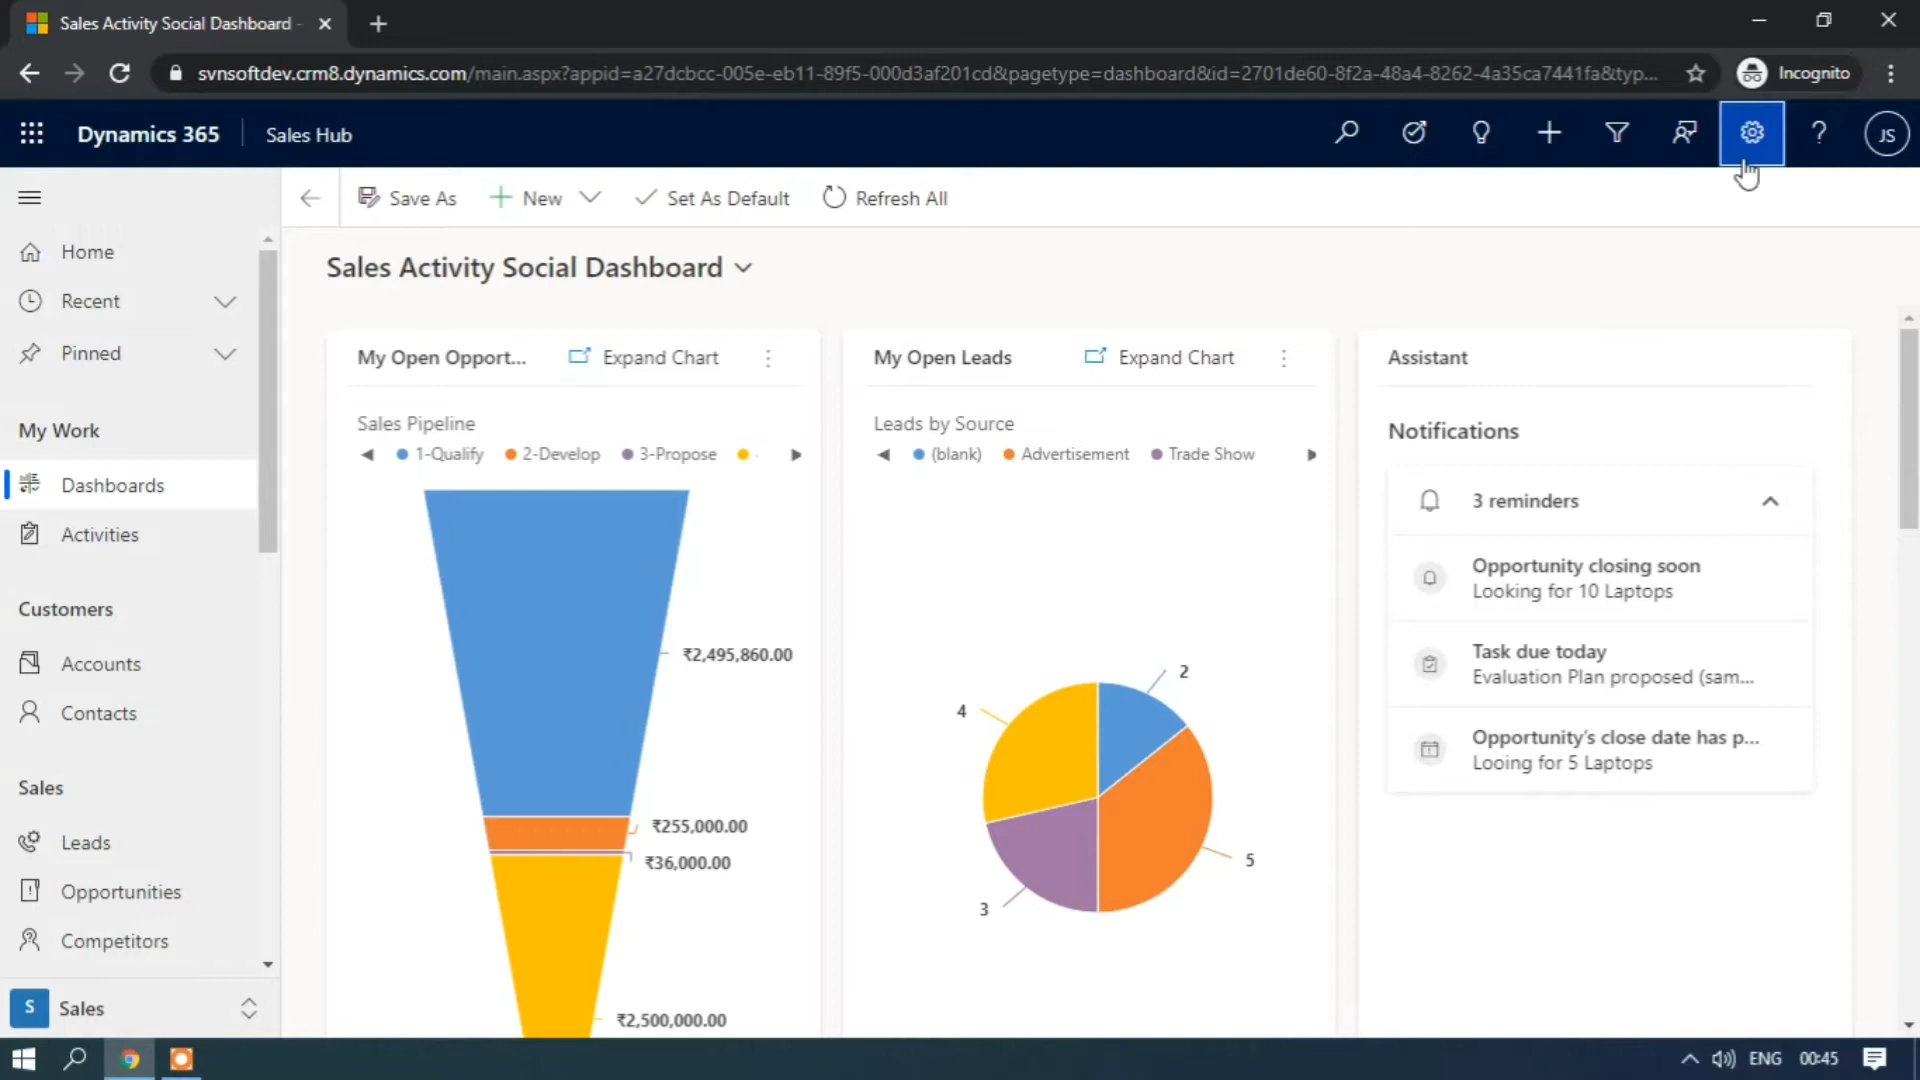 Sales Activity Social Dashboard -
svnsoftdev.crm8.dynamics.com/main.aspx?appid=a27dcbcc-005e-eb11-89f5-000d3af201cd&pagetype=dashboard&id=2701de60-8f2a-48a4-8262-4a35ca7441fa&typ...
Incognito
Dynamics 365
Sales Hub
JS
Save As
New
Set As Default
Refresh All
Home
Recent
Pinned
My Work
Dashboards
Activities
Customers
Accounts
Contacts
Sales
Leads
Opportunities
Competitors
S Sales
Sales Activity Social Dashboard
My Open Opport...
Expand Chart
Sales Pipeline
1-Qualify 2-Develop 3-Propose
₹2,495,860.00
₹255,000.00
₹36,000.00
₹2,500,000.00
My Open Leads
Expand Chart
Leads by Source
(blank) Advertisement Trade Show
2
4
5
3
Assistant
Notifications
3 reminders
Opportunity closing soon
Looking for 10 Laptops
Task due today
Evaluation Plan proposed (sam...
Opportunity's close date has p...
Looing for 5 Laptops
ENG 00:45